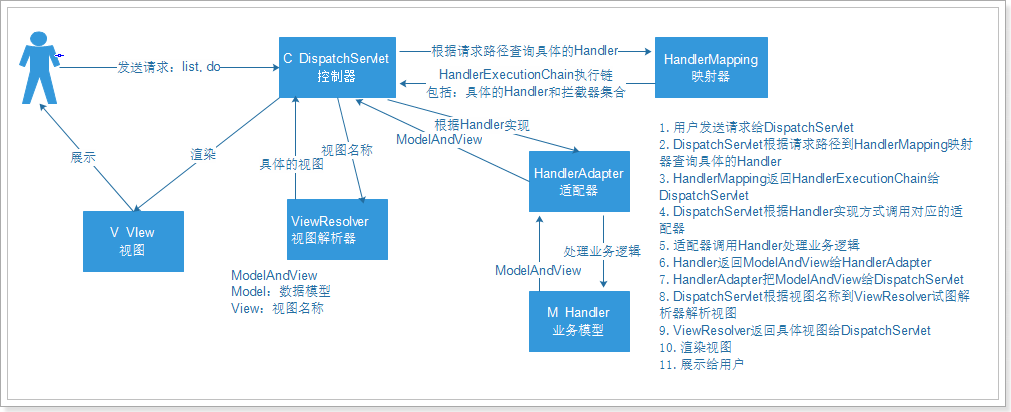 发送请求：list, do
C DispatchServlet
控制器
根据请求路径查询具体的Handler
HandlerMapping
映射器
HandlerExecutionChain执行链
包括：具体的Handler和拦截器集合
根据Handler实现
ModelAndView
展示
渲染
具体的视图
视图名称
HandlerAdapter
适配器
V VIew
视图
ViewResolver
视图解析器
处理业务逻辑
ModelAndView
ModelAndView
Model：数据模型
View：视图名称
M Handler
业务模型
1. 用户发送请求给DispatchServlet
2. DispatchServlet根据请求路径到HandlerMapping映射
器查询具体的Handler
3. HandlerMapping返回HandlerExecutionChain给
DispatchServlet
4. DispatchServlet根据Handler实现方式调用对应的适
配器
5. 适配器调用Handler处理业务逻辑
6. Handler返回ModelAndView给HandlerAdapter
7. HandlerAdapter把ModelAndView给DispatchServlet
8. DispatchServlet根据视图名称到ViewResolver试图解
析器解析视图
9. ViewResolver返回具体视图给DispatchServlet
10. 渲染视图
11. 展示给用户